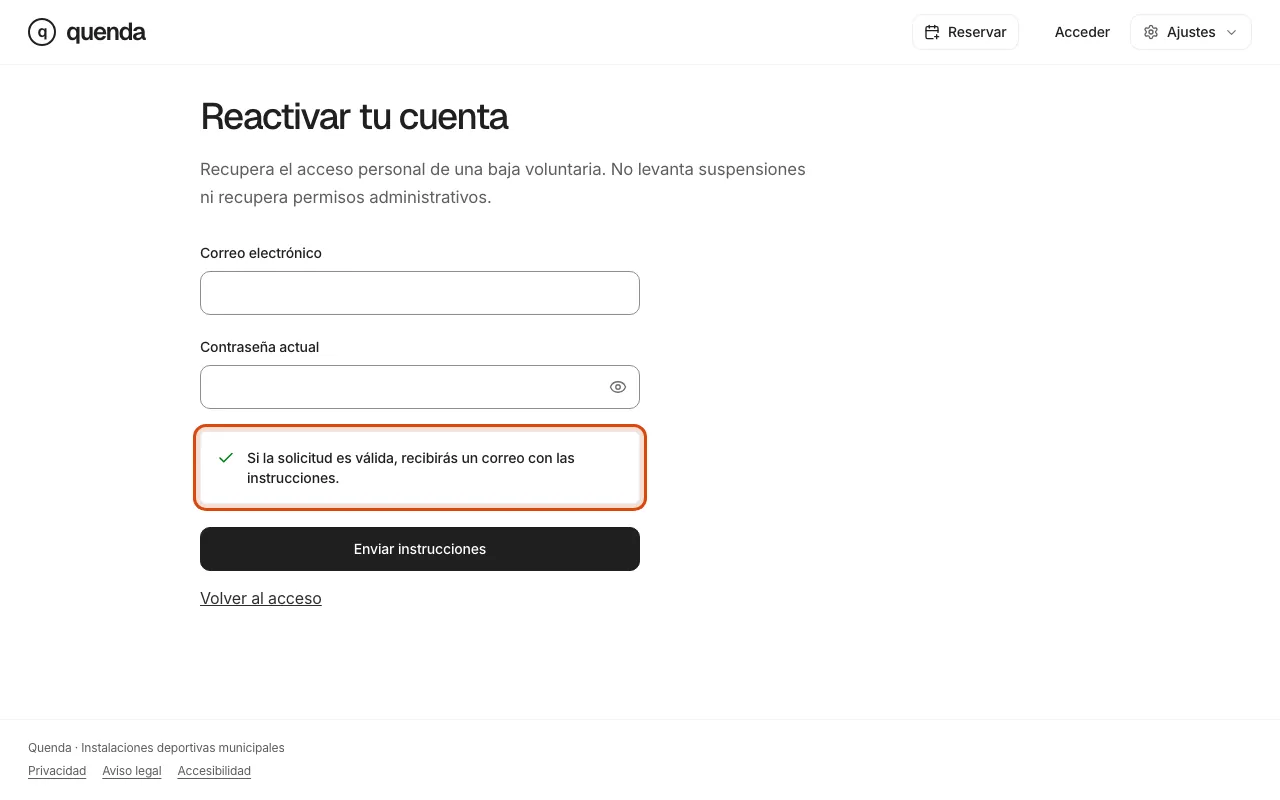 q quenda
Reservar
Acceder
Ajustes
Reactivar tu cuenta
Recupera el acceso personal de una baja voluntaria. No levanta suspensiones
ni recupera permisos administrativos.
Correo electrónico
Contraseña actual
Si la solicitud es válida, recibirás un correo con las
instrucciones.
Enviar instrucciones
Volver al acceso
Quenda · Instalaciones deportivas municipales
Privacidad Aviso legal Accesibilidad